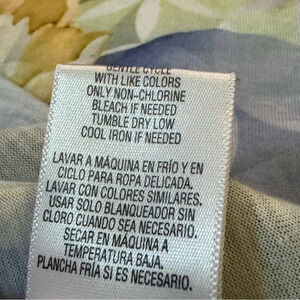 GENTLE CYCLE
WITH LIKE COLORS
ONLY NON-CHLORINE
BLEACH IF NEEDED
TUMBLE DRY LOW
COOL IRON IF NEEDED
LAVAR A MÁQUINA EN FRÍO Y EN
CICLO PARA ROPA DELICADA.
LAVAR CON COLORES SIMILARES.
USAR SOLO BLANQUEADOR SIN
CLORO CUANDO SEA NECESARIO.
SECAR EN MÁQUINA A
TEMPERATURA BAJA.
PLANCHA FRÍA SI ES NECESARIO.